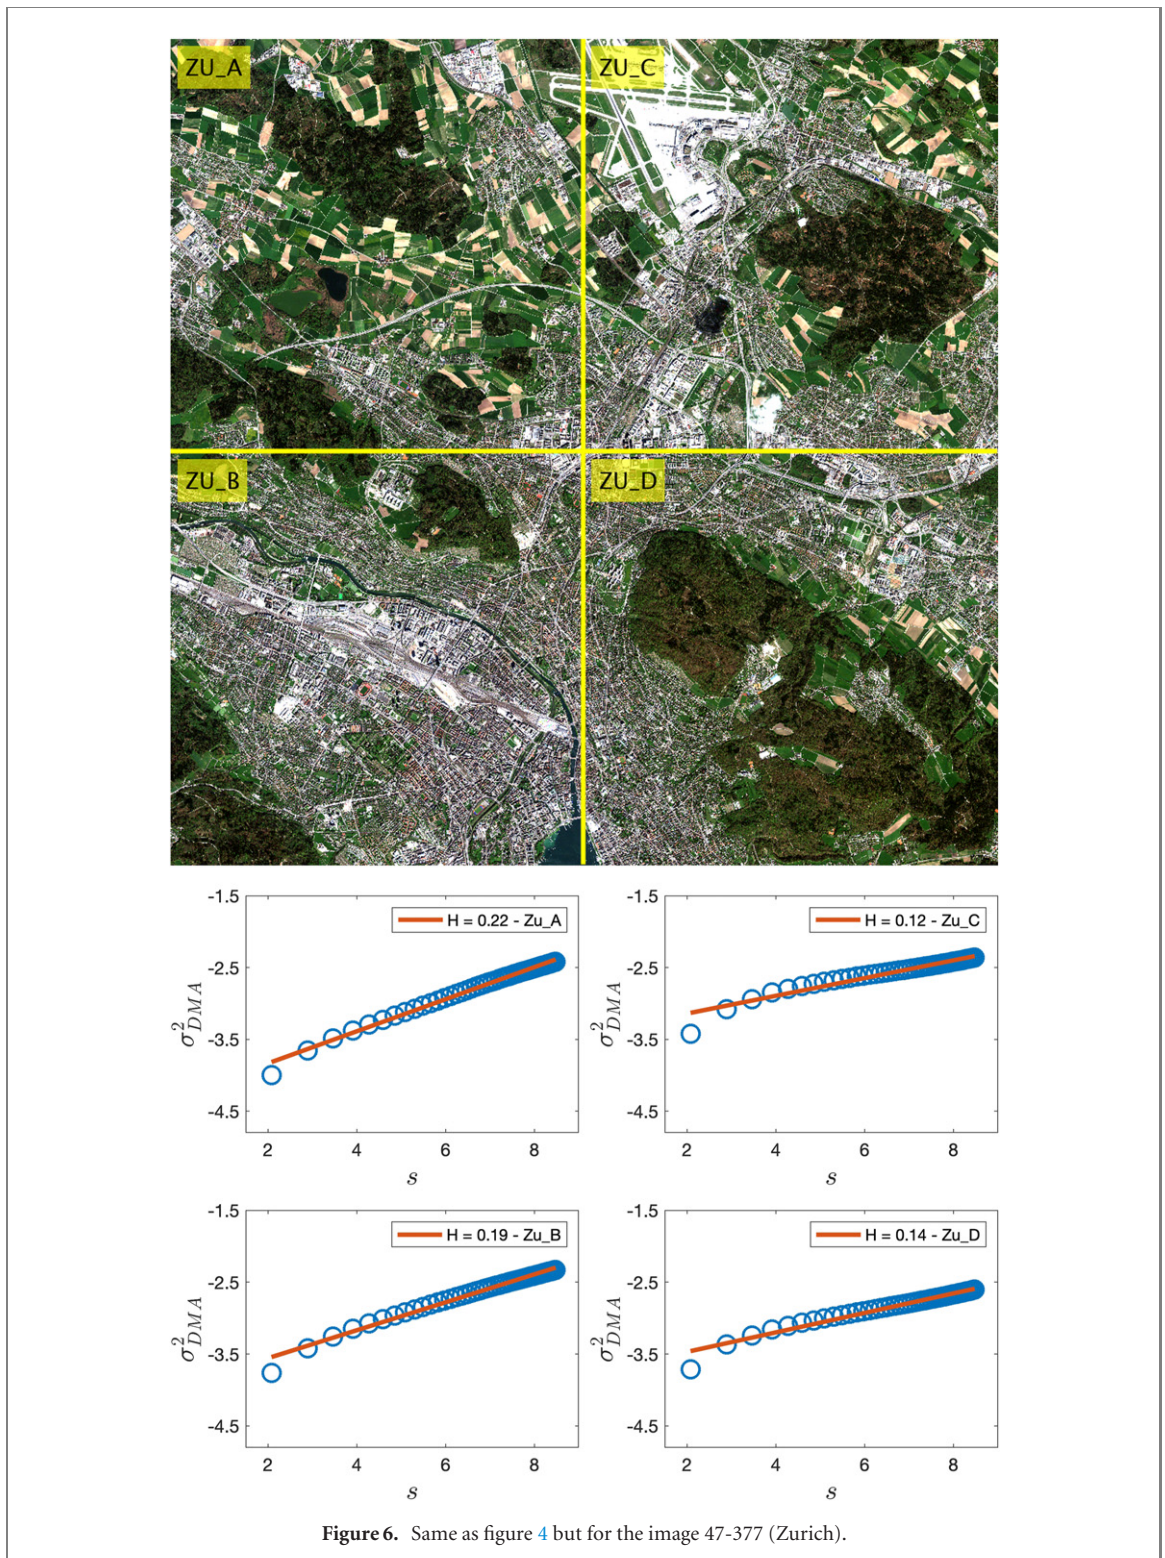 ZU_A
ZU_C
ZU_B
ZU_D
-1.5
-2.5
-3.5
-4.5
σ²DMA
H = 0.22 - Zu_A
2 4 6 8
s
-1.5
-2.5
-3.5
-4.5
σ²DMA
H = 0.12 - Zu_C
2 4 6 8
s
-1.5
-2.5
-3.5
-4.5
σ²DMA
H = 0.19 - Zu_B
2 4 6 8
s
-1.5
-2.5
-3.5
-4.5
σ²DMA
H = 0.14 - Zu_D
2 4 6 8
s
Figure 6. Same as figure 4 but for the image 47-377 (Zurich).